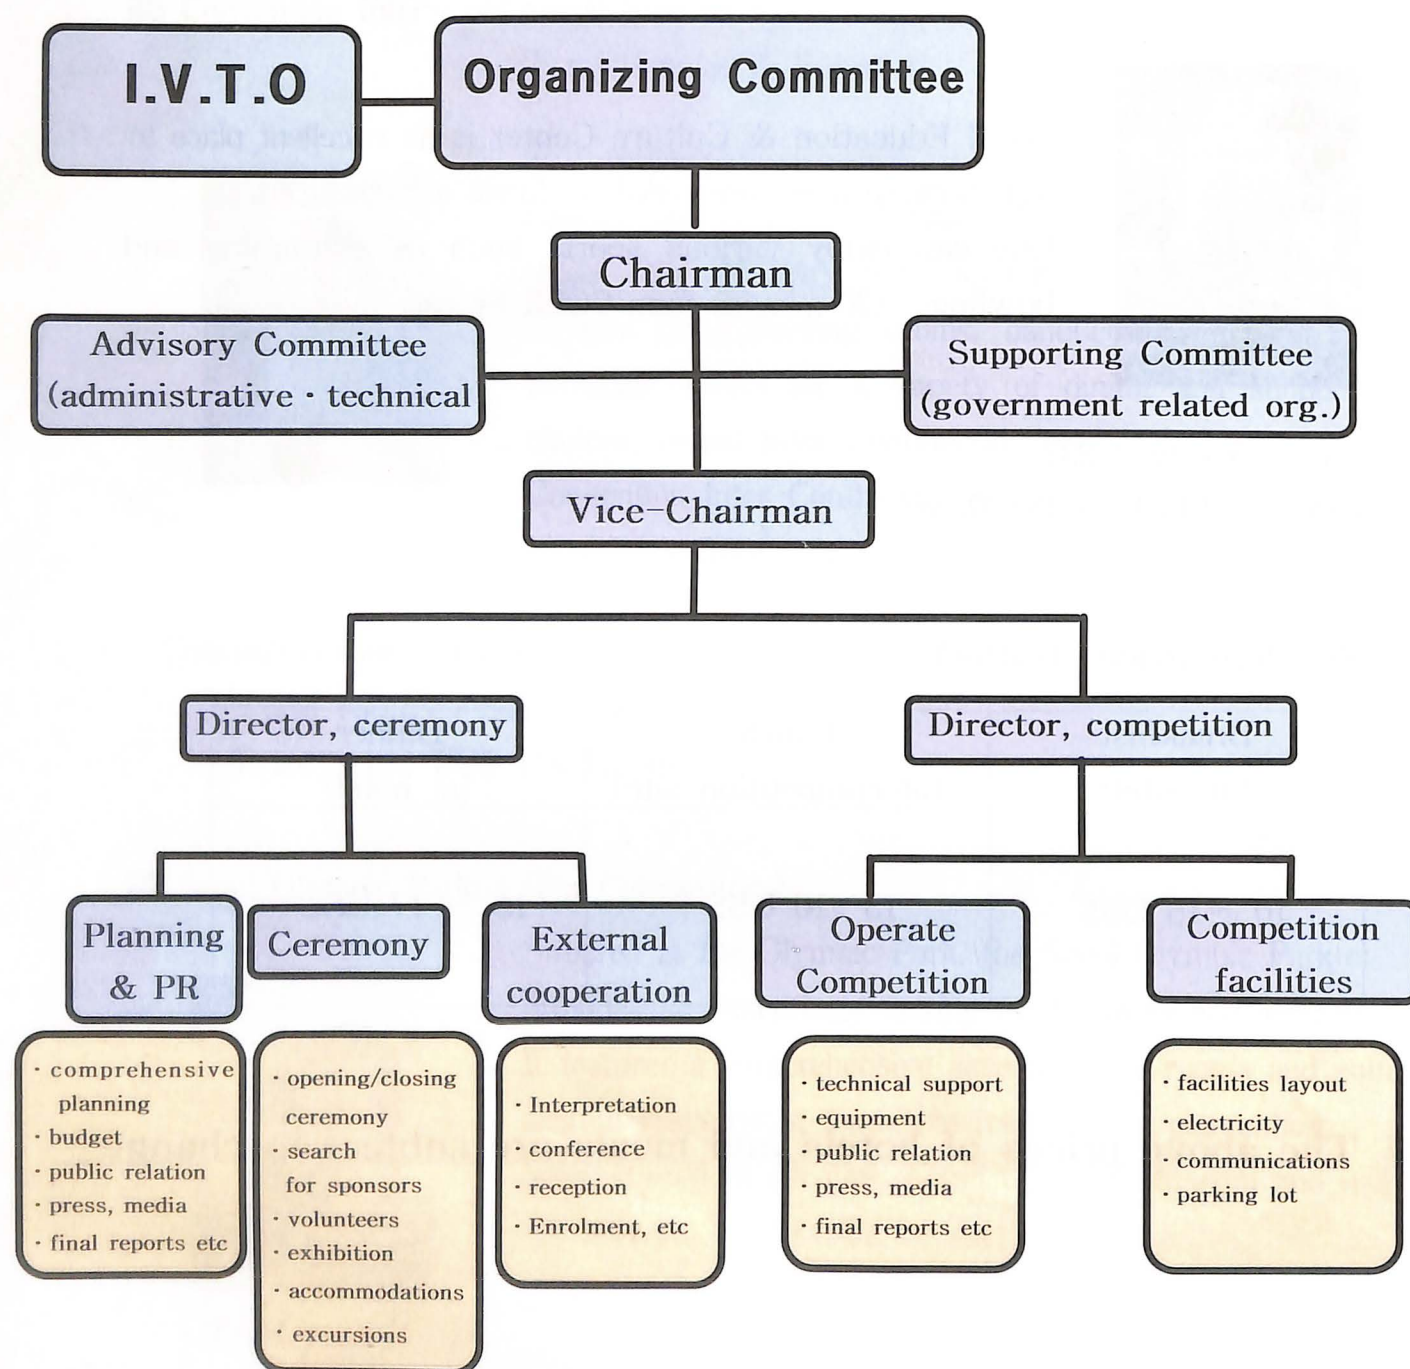 I.V.T.O
Organizing Committee
Chairman
Advisory Committee
(administrative · technical
Supporting Committee
(government related org.)
Vice-Chairman
Director, ceremony
Director, competition
Planning
& PR
Ceremony
External
cooperation
Operate
Competition
Competition
facilities
· comprehensive
planning
· budget
· public relation
· press, media
· final reports etc
· opening/closing
ceremony
· search
for sponsors
· volunteers
· exhibition
· accommodations
· excursions
· Interpretation
· conference
· reception
· Enrolment, etc
· technical support
· equipment
· public relation
· press, media
· final reports etc
· facilities layout
· electricity
· communications
· parking lot